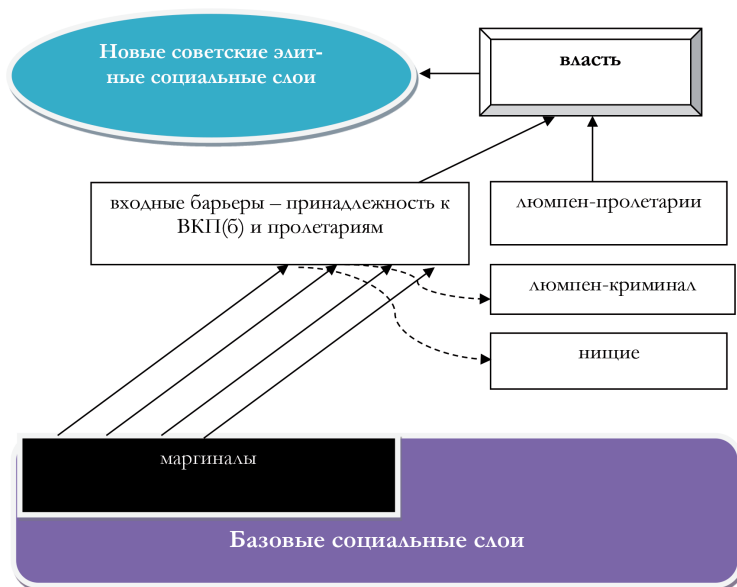 Новые советские элит-
ные социальные слои
власть
входные барьеры – принадлежность к
ВКП(б) и пролетариям
люмпен-пролетарии
люмпен-криминал
нищие
маргиналы
Базовые социальные слои